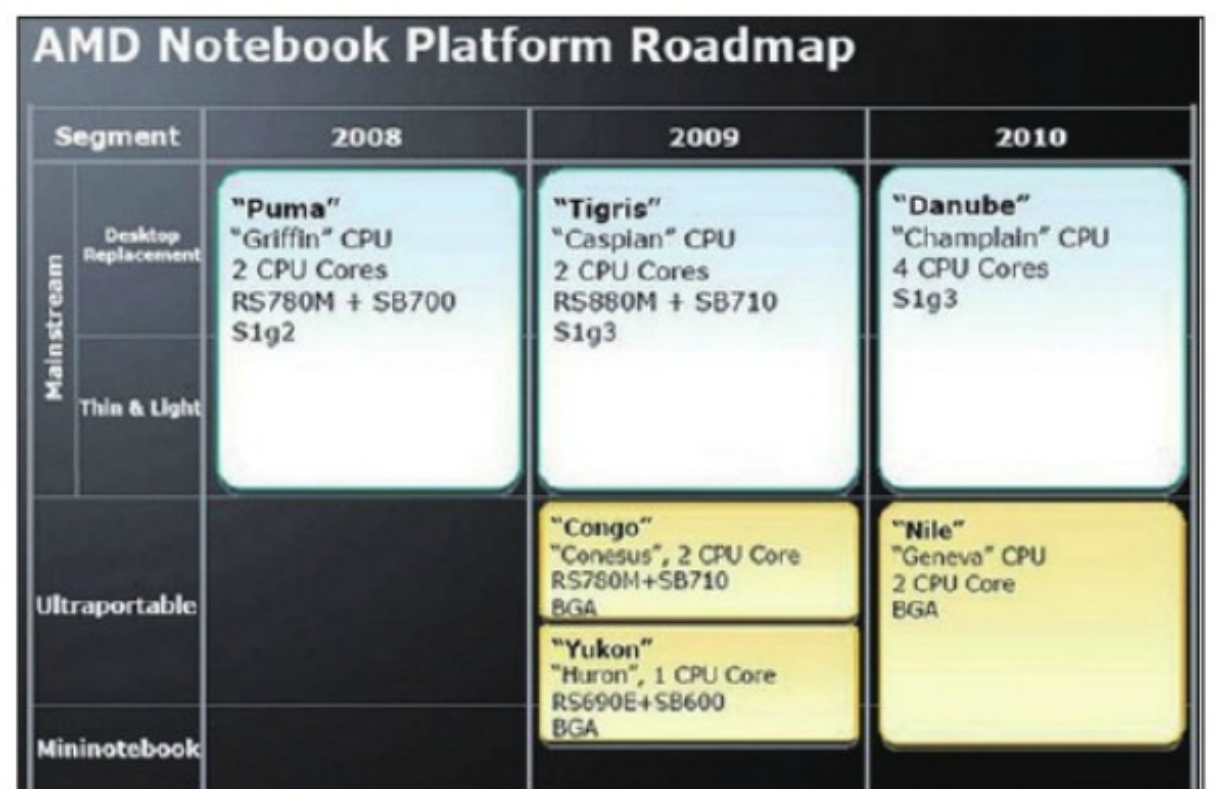 AMD Notebook Platform Roadmap
Segment
2008
2009
2010
Mainstream
Desktop
Replacement
Thin & Light
"Puma"
"Griffin" CPU
2 CPU Cores
RS780M + SB700
S1g2
"Tigris"
"Caspian" CPU
2 CPU Cores
RS880M + SB710
S1g3
"Danube"
"Champlain" CPU
4 CPU Cores
S1g3
Ultraportable
"Congo"
"Conesus", 2 CPU Core
RS780M+SB710
BGA
"Yukon"
"Huron", 1 CPU Core
RS690E+SB600
BGA
"Nile"
"Geneva" CPU
2 CPU Core
BGA
Mininotebook